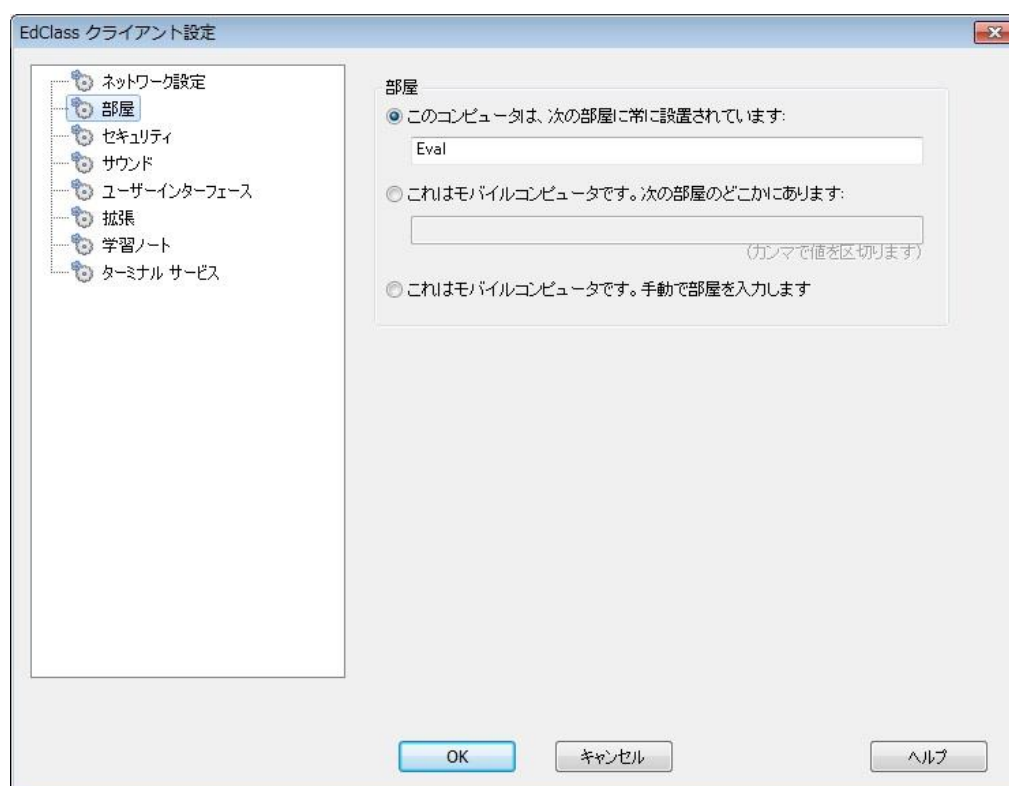 EdClass クライアント設定
ネットワーク設定
部屋
セキュリティ
サウンド
ユーザーインターフェース
拡張
学習ノート
ターミナル サービス
部屋
このコンピュータは、次の部屋に常に設置されています:
Eval
これはモバイルコンピュータです。次の部屋のどこかにあります:
(カンマで値を区切ります)
これはモバイルコンピュータです。手動で部屋を入力します
OK
キャンセル
ヘルプ